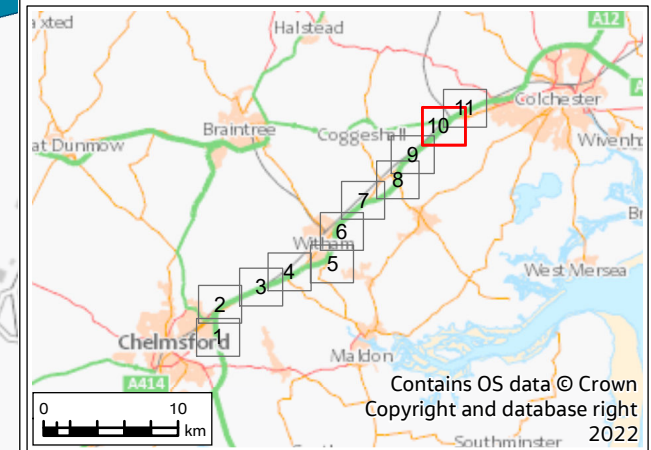 axted
Halstead
A12
Colchester
11
Braintree
Coggeshall
10
at Dunmow
9
8
7
6
Witham
5
4
3
2
1
West Mersea
Chelmsford
Maldon
A414
Contains OS data © Crown
Copyright and database right
2022
0 10
km
Southminster